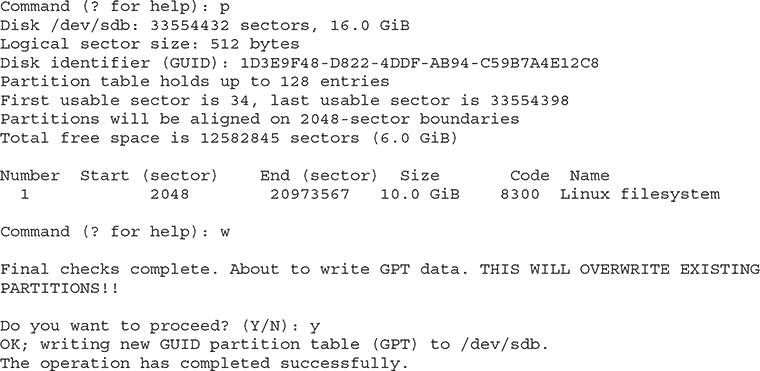 Command (? for help): p
Disk /dev/sdb: 33554432 sectors, 16.0 GiB
Logical sector size: 512 bytes
Disk identifier (GUID): 1D3E9F48-D822-4DDF-AB94-C59B7A4E12C8
Partition table holds up to 128 entries
First usable sector is 34, last usable sector is 33554398
Partitions will be aligned on 2048-sector boundaries
Total free space is 12582845 sectors (6.0 GiB)
Number  Start (sector)    End (sector)  Size       Code  Name
1            2048        20973567   10.0 GiB    8300  Linux filesystem
Command (? for help): w
Final checks complete. About to write GPT data. THIS WILL OVERWRITE EXISTING
PARTITIONS!!
Do you want to proceed? (Y/N): y
OK; writing new GUID partition table (GPT) to /dev/sdb.
The operation has completed successfully.